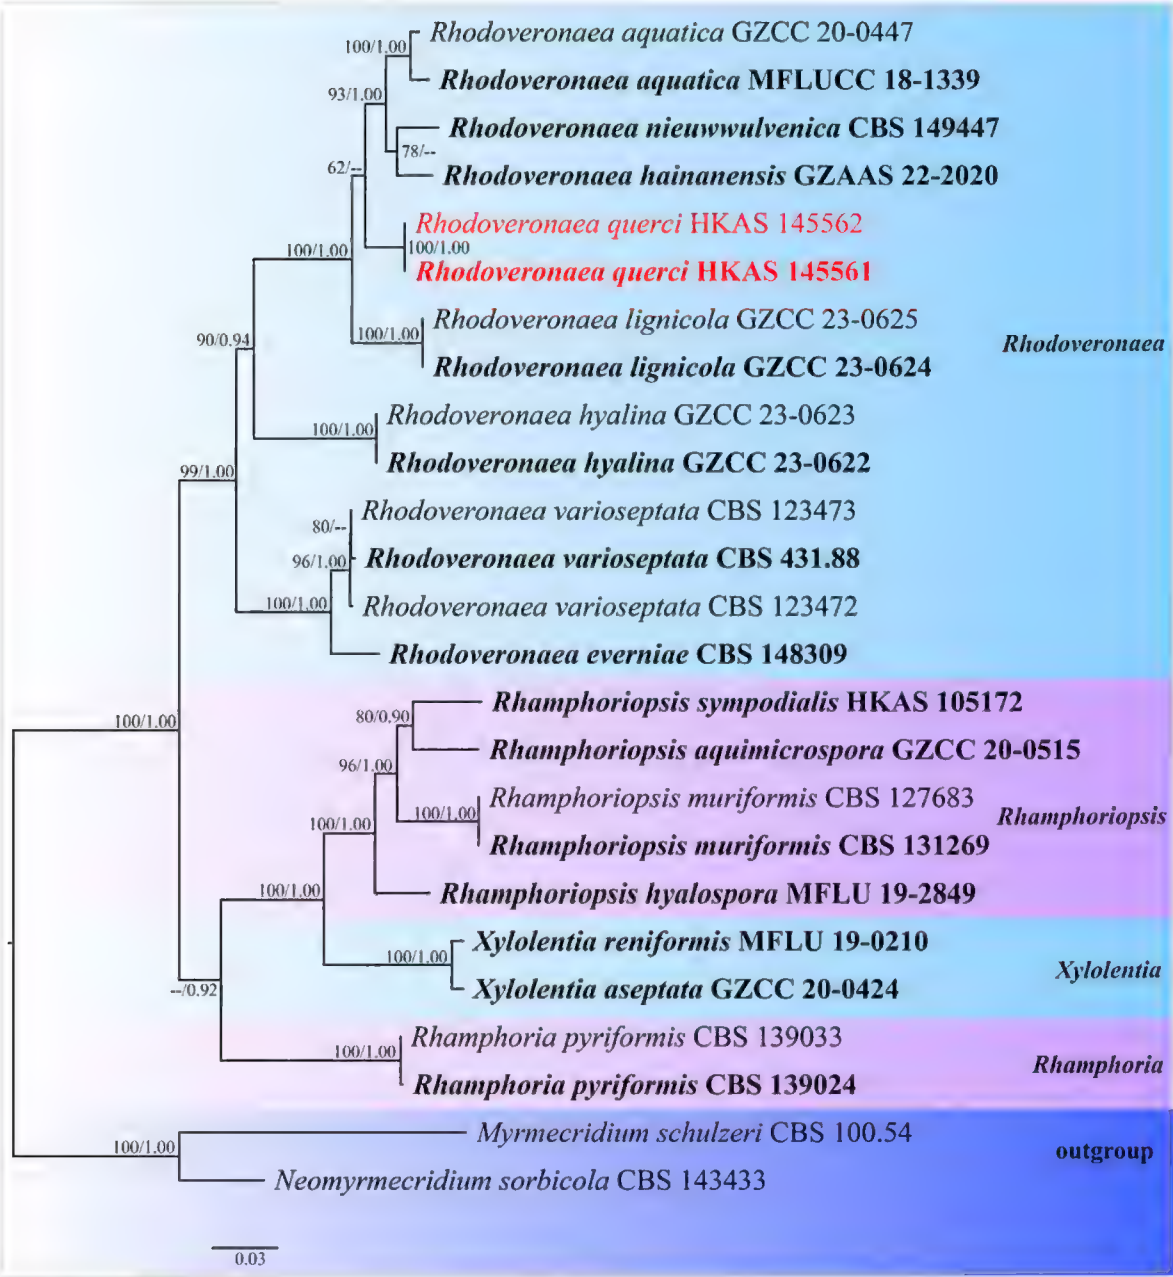 Rhodoveronaea aquatica GZCC 20-0447
100/1.00
Rhodoveronaea aquatica MFLUCC 18-1339
93/1.00
Rhodoveronaea nieuwwulvenica CBS 149447
78/--
62/--
Rhodoveronaea hainanensis GZAAS 22-2020
Rhodoveronaea querci HKAS 145562
100/1.00
100/1.00
Rhodoveronaea querci HKAS 145561
Rhodoveronaea lignicola GZCC 23-0625
100/1.00
90/0.94
Rhodoveronaea
Rhodoveronaea lignicola GZCC 23-0624
Rhodoveronaea hyalina GZCC 23-0623
100/1.00
Rhodoveronaea hyalina GZCC 23-0622
99/1.00
Rhodoveronaea varioseptata CBS 123473
80/--
96/1.00
Rhodoveronaea varioseptata CBS 431.88
100/1.00
Rhodoveronaea varioseptata CBS 123472
Rhodoveronaea everniae CBS 148309
Rhamphoriopsis sympodialis HKAS 105172
80/0.90
100/1.00
Rhamphoriopsis aquimicrospora GZCC 20-0515
96/1.00
Rhamphoriopsis muriformis CBS 127683
100/1.00
Rhamphoriopsis
100/1.00
Rhamphoriopsis muriformis CBS 131269
100/1.00
Rhamphoriopsis hyalospora MFLU 19-2849
Xylolentia reniformis MFLU 19-0210
100/1.00
Xylolentia
--/0.92
Xylolentia aseptata GZCC 20-0424
Rhamphoria pyriformis CBS 139033
100/1.00
Rhamphoria
Rhamphoria pyriformis CBS 139024
Myrmecridium schulzeri CBS 100.54
100/1.00
outgroup
Neomyrmecridium sorbicola CBS 143433
0.03